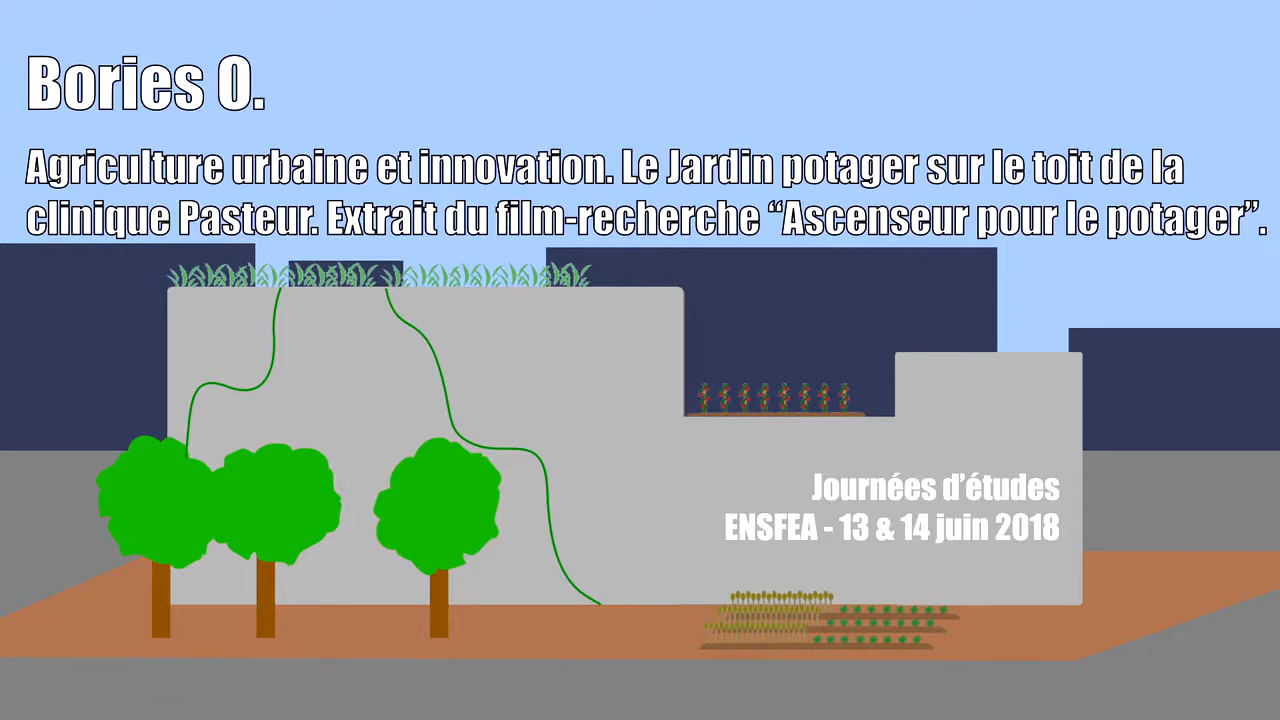 Bories O.
Agriculture urbaine et innovation. Le Jardin potager sur le toit de la
clinique Pasteur. Extrait du film-recherche “Ascenseur pour le potager”.
Journées d’études
ENSFEA - 13 & 14 juin 2018